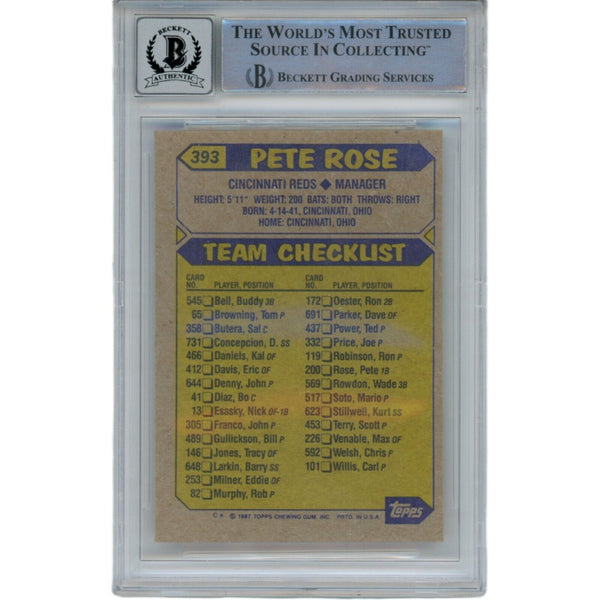 BECKETT
AUTHENTIC
THE WORLD'S MOST TRUSTED
SOURCE IN COLLECTING™
BECKETT GRADING SERVICES
393 PETE ROSE
CINCINNATI REDS ◆ MANAGER
HEIGHT: 5'11" WEIGHT: 200 BATS: BOTH THROWS: RIGHT
BORN: 4-14-41, CINCINNATI, OHIO
HOME: CINCINNATI, OHIO
TEAM CHECKLIST
CARD NO. PLAYER, POSITION
545 Bell, Buddy 3B
65 Browning, Tom P
358 Butera, Sal C
731 Concepcion, D. SS
466 Daniels, Kal OF
412 Davis, Eric OF
644 Denny, John P
41 Diaz, Bo C
13 Esasky, Nick OF-1B
305 Franco, John P
489 Gullickson, Bill P
146 Jones, Tracy OF
648 Larkin, Barry SS
253 Milner, Eddie OF
82 Murphy, Rob P
CARD NO. PLAYER, POSITION
172 Oester, Ron 2B
691 Parker, Dave OF
437 Power, Ted P
332 Price, Joe P
119 Robinson, Ron P
200 Rose, Pete 1B
569 Rowdon, Wade 3B
517 Soto, Mario P
623 Stillwell, Kurt SS
453 Terry, Scott P
226 Venable, Max OF
592 Welsh, Chris P
101 Willis, Carl P
C* © 1987 TOPPS CHEWING GUM, INC. PRTD. IN U.S.A.
Topps